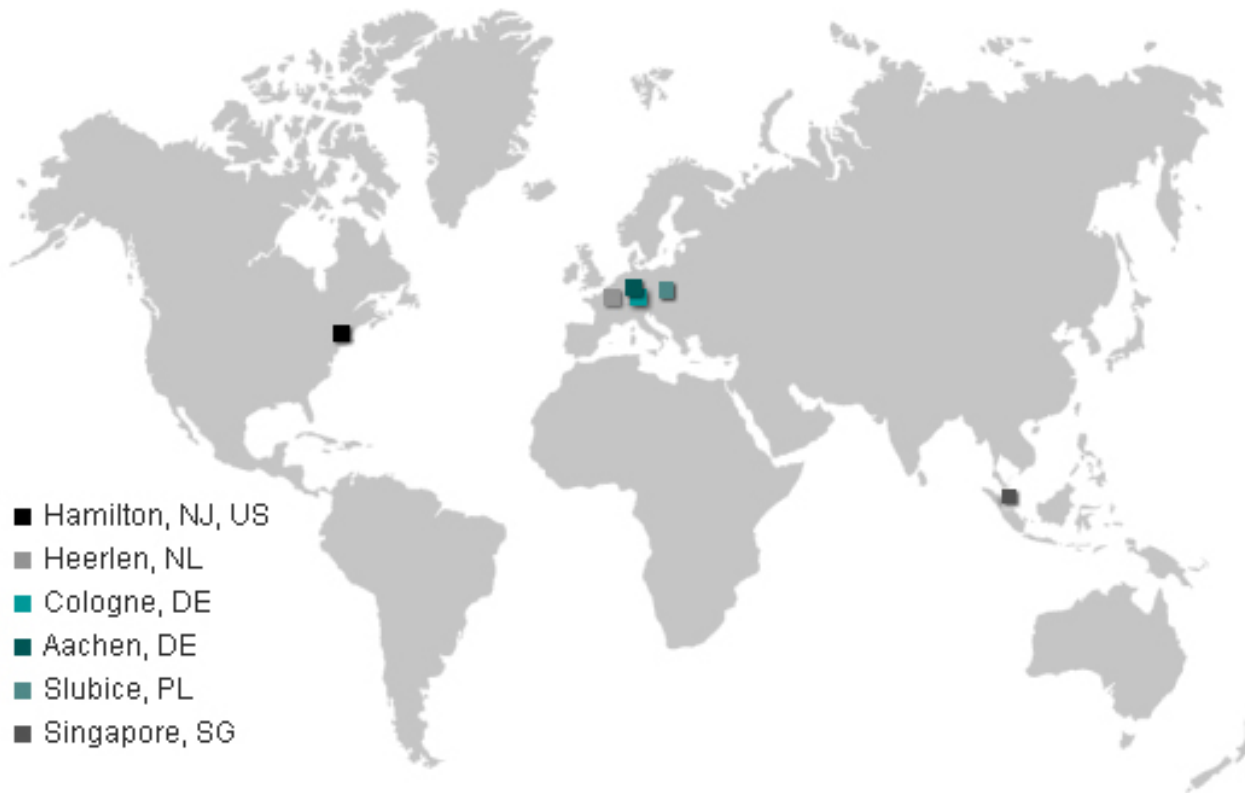 Hamilton, NJ, US
Heerlen, NL
Cologne, DE
Aachen, DE
Slubice, PL
Singapore, SG